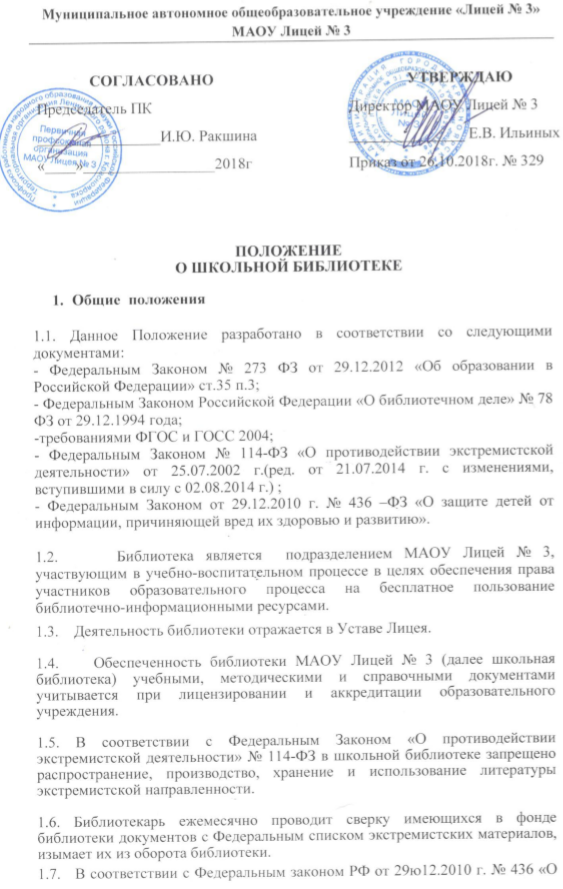 Муниципальное автономное общеобразовательное учреждение «Лицей № 3»
МАОУ Лицей № 3
СОГЛАСОВАНО
Председатель ПК
И.Ю. Ракшина
«____»__________________2018г
Первичная
профсоюзная
организация
МАОУ лицея № 3
УТВЕРЖДАЮ
Директор МАОУ Лицей № 3
Е.В. Ильиных
Приказ от 26.10.2018г. № 329
ПОЛОЖЕНИЕ
О ШКОЛЬНОЙ БИБЛИОТЕКЕ
1. Общие положения
1.1. Данное Положение разработано в соответствии со следующими
документами:
- Федеральным Законом № 273 ФЗ от 29.12.2012 «Об образовании в
Российской Федерации» ст.35 п.3;
- Федеральным Законом Российской Федерации «О библиотечном деле» № 78
ФЗ от 29.12.1994 года;
-требованиями ФГОС и ГОСС 2004;
- Федеральным Законом № 114-ФЗ «О противодействии экстремистской
деятельности» от 25.07.2002 г.(ред. от 21.07.2014 г. с изменениями,
вступившими в силу с 02.08.2014 г.) ;
- Федеральным Законом от 29.12.2010 г. № 436 –ФЗ «О защите детей от
информации, причиняющей вред их здоровью и развитию».
1.2. Библиотека является подразделением МАОУ Лицей № 3,
участвующим в учебно-воспитательном процессе в целях обеспечения права
участников образовательного процесса на бесплатное пользование
библиотечно-информационными ресурсами.
1.3. Деятельность библиотеки отражается в Уставе Лицея.
1.4. Обеспеченность библиотеки МАОУ Лицей № 3 (далее школьная
библиотека) учебными, методическими и справочными документами
учитывается при лицензировании и аккредитации образовательного
учреждения.
1.5. В соответствии с Федеральным Законом «О противодействии
экстремистской деятельности» № 114-ФЗ в школьной библиотеке запрещено
распространение, производство, хранение и использование литературы
экстремистской направленности.
1.6. Библиотекарь ежемесячно проводит сверку имеющихся в фонде
библиотеки документов с Федеральным списком экстремистских материалов,
изымает их из оборота библиотеки.
1.7. В соответствии с Федеральным законом РФ от 29ю12.2010 г. № 436 «О